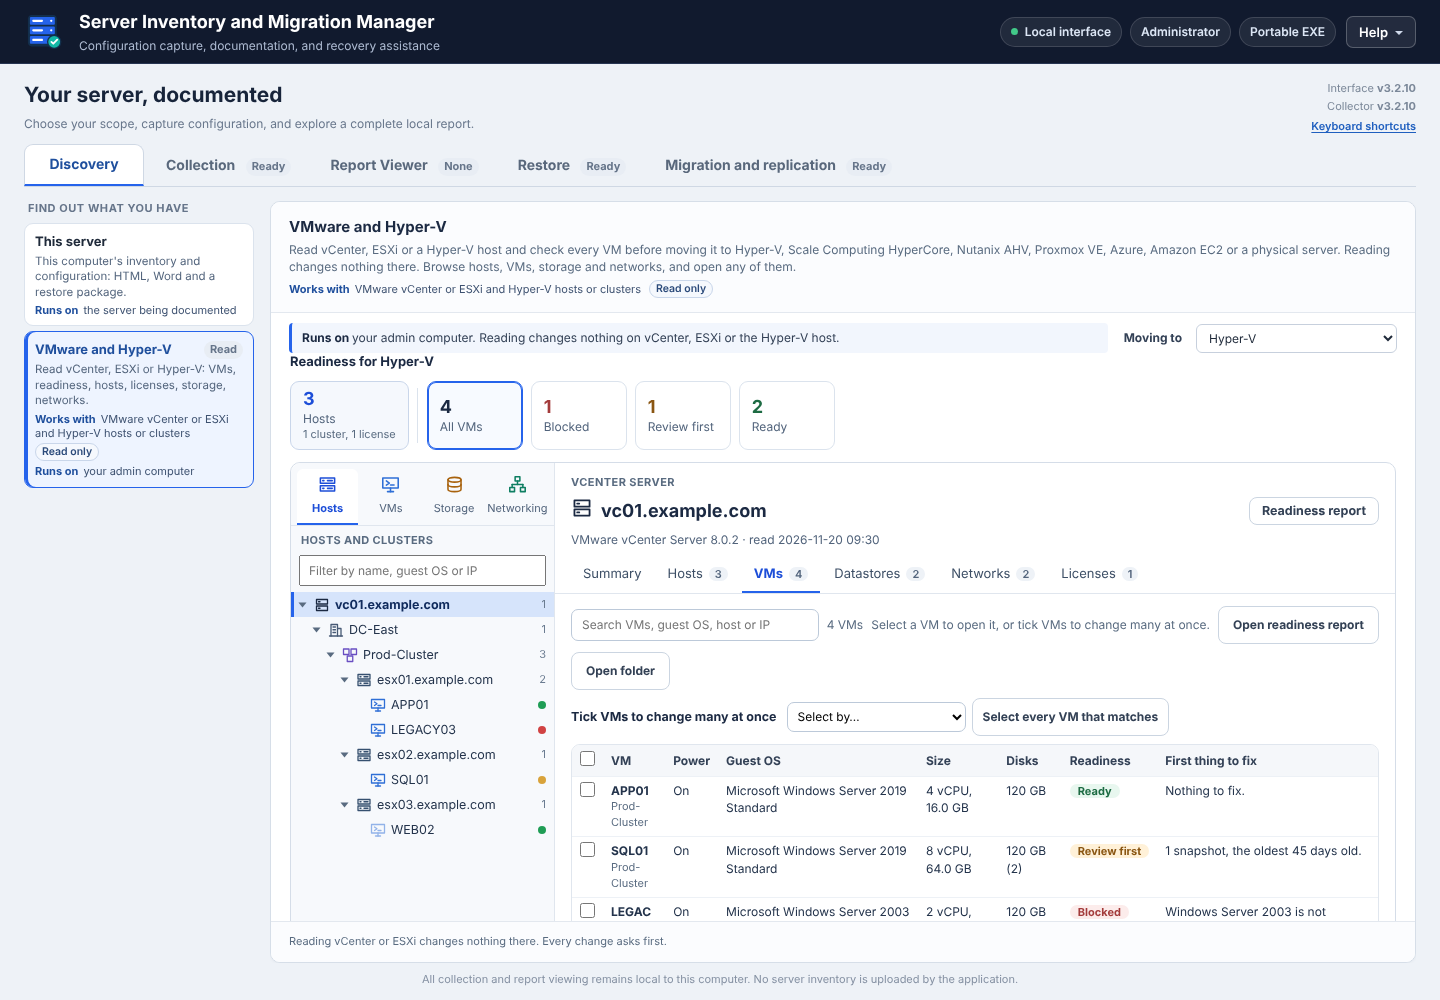 Server Inventory and Migration Manager
Configuration capture, documentation, and recovery assistance
Local interface
Administrator
Portable EXE
Help
Your server, documented
Choose your scope, capture configuration, and explore a complete local report.
Interface v3.2.10
Collector v3.2.10
Keyboard shortcuts
Discovery
Collection Ready
Report Viewer None
Restore Ready
Migration and replication Ready
FIND OUT WHAT YOU HAVE
This server
This computer's inventory and
configuration: HTML, Word and a
restore package.
Runs on the server being documented
VMware and Hyper-V Read
Read vCenter, ESXi or Hyper-V: VMs,
readiness, hosts, licenses, storage,
networks.
Works with VMware vCenter or ESXi
and Hyper-V hosts or clusters
Read only
Runs on your admin computer
VMware and Hyper-V
Read vCenter, ESXi or a Hyper-V host and check every VM before moving it to Hyper-V, Scale Computing HyperCore, Nutanix AHV, Proxmox VE, Azure, Amazon EC2 or a physical server. Reading
changes nothing there. Browse hosts, VMs, storage and networks, and open any of them.
Works with VMware vCenter or ESXi and Hyper-V hosts or clusters Read only
Runs on your admin computer. Reading changes nothing on vCenter, ESXi or the Hyper-V host.
Moving to Hyper-V
Readiness for Hyper-V
3
Hosts
1 cluster, 1 license
4
All VMs
1
Blocked
1
Review first
2
Ready
Hosts
VMs
Storage
Networking
HOSTS AND CLUSTERS
Filter by name, guest OS or IP
vc01.example.com 1
DC-East 1
Prod-Cluster 3
esx01.example.com 2
APP01
LEGACY03
esx02.example.com 1
SQL01
esx03.example.com 1
WEB02
VCENTER SERVER
vc01.example.com
Readiness report
VMware vCenter Server 8.0.2 · read 2026-11-20 09:30
Summary
Hosts 3
VMs 4
Datastores 2
Networks 2
Licenses 1
Search VMs, guest OS, host or IP
4 VMs Select a VM to open it, or tick VMs to change many at once.
Open readiness report
Open folder
Tick VMs to change many at once
Select by...
Select every VM that matches
VM Power Guest OS Size Disks Readiness First thing to fix
APP01 On Microsoft Windows Server 2019 4 vCPU, 120 GB Ready Nothing to fix.
Prod- Standard 16.0 GB
Cluster
SQL01 On Microsoft Windows Server 2019 8 vCPU, 120 GB Review first 1 snapshot, the oldest 45 days old.
Prod- Standard 64.0 GB (2)
Cluster
LEGAC On Microsoft Windows Server 2003 2 vCPU, 120 GB Blocked Windows Server 2003 is not
Reading vCenter or ESXi changes nothing there. Every change asks first.
All collection and report viewing remains local to this computer. No server inventory is uploaded by the application.